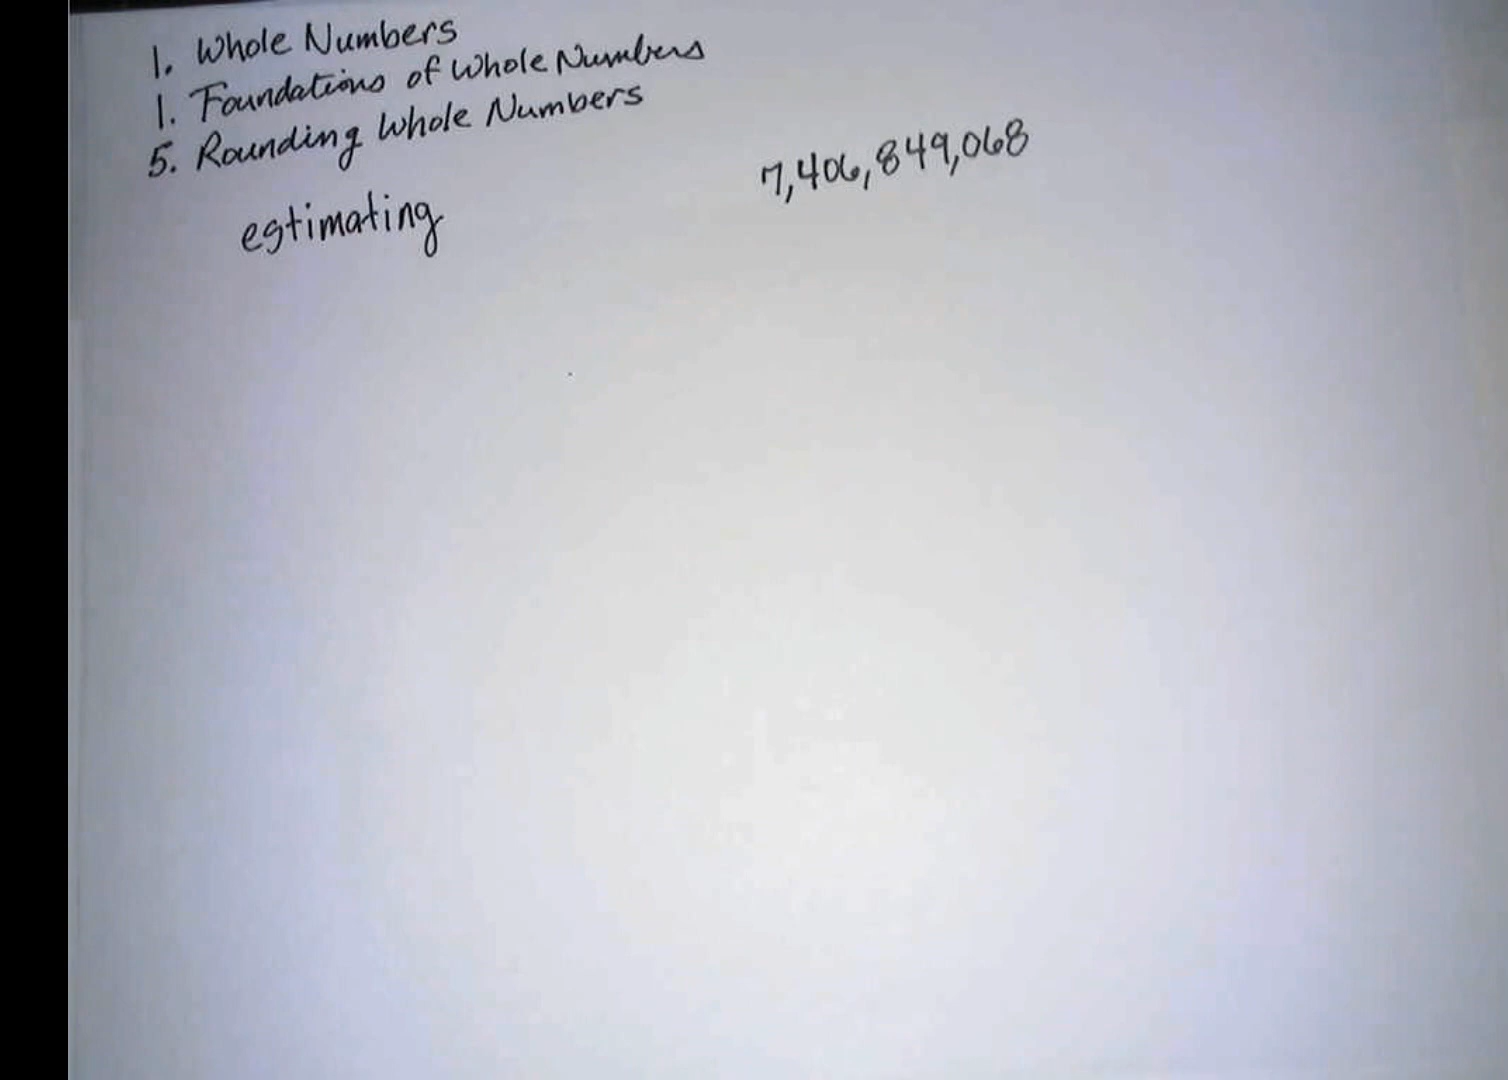 1. Whole Numbers
1. Foundations of Whole Numbers
5. Rounding Whole Numbers
estimating
7,406,849,068